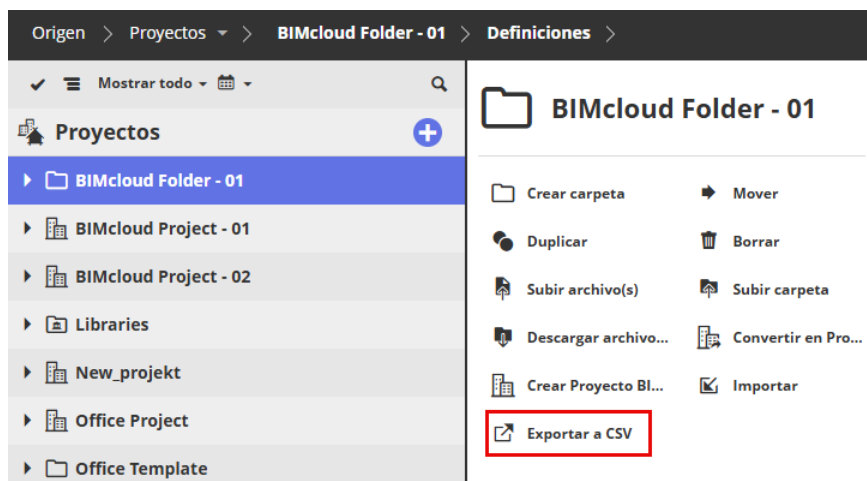 Origen > Proyectos > BIMcloud Folder - 01 > Definiciones >
Mostrar todo
Proyectos
BIMcloud Folder - 01
BIMcloud Project - 01
BIMcloud Project - 02
Libraries
New_projekt
Office Project
Office Template
BIMcloud Folder - 01
Crear carpeta
Mover
Duplicar
Borrar
Subir archivo(s)
Subir carpeta
Descargar archivo...
Convertir en Pro...
Crear Proyecto BI...
Importar
Exportar a CSV